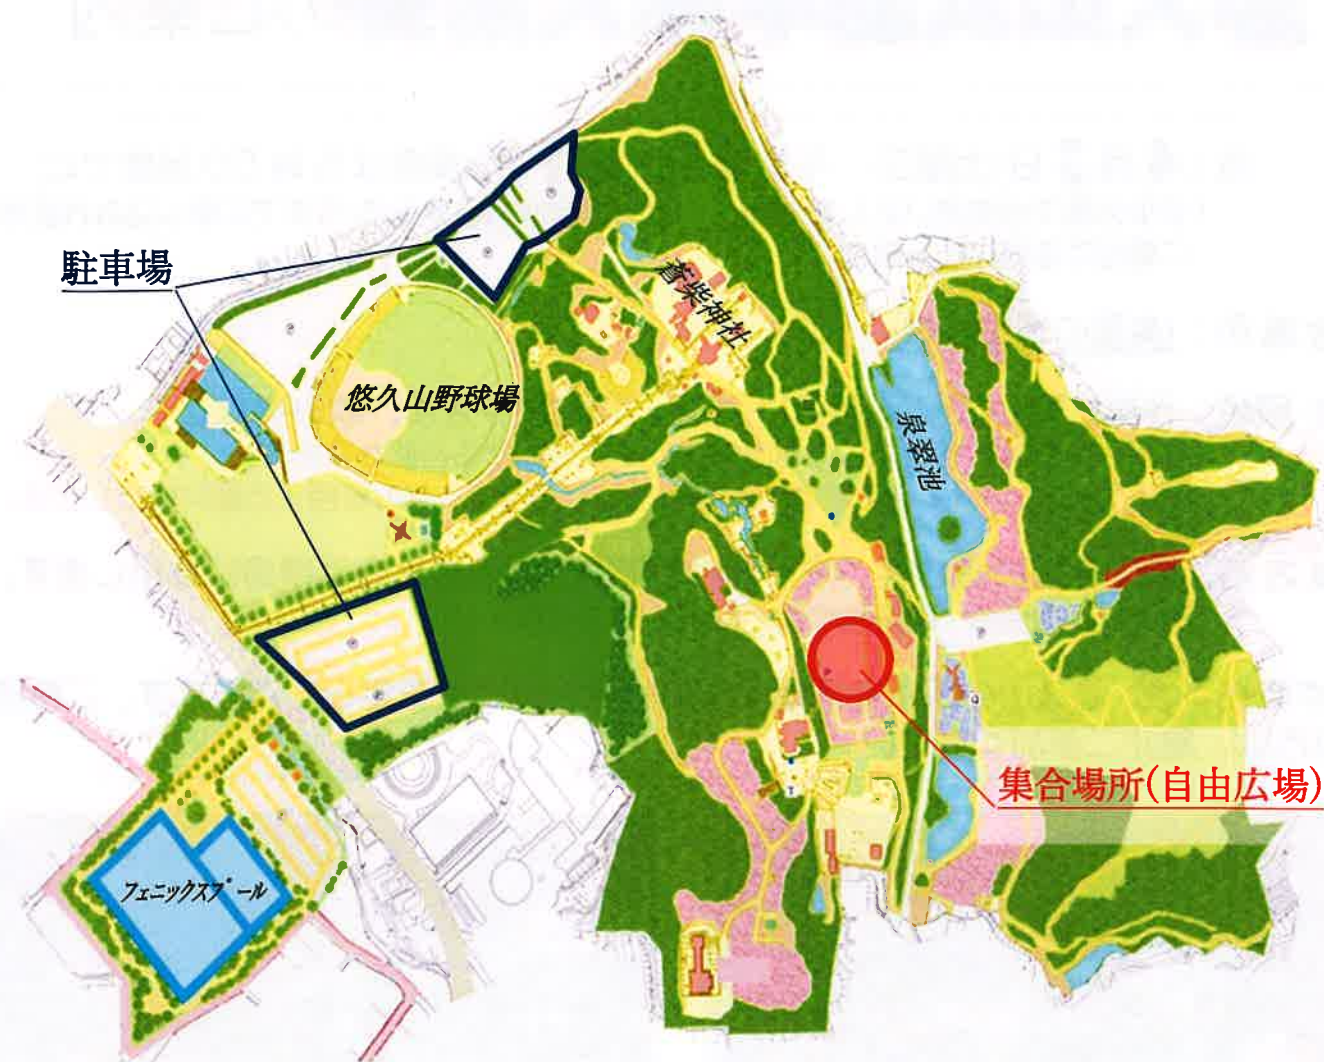 駐車場
蒼柴神社
悠久山野球場
泉翠池
集合場所(自由広場)
フェニックスプール